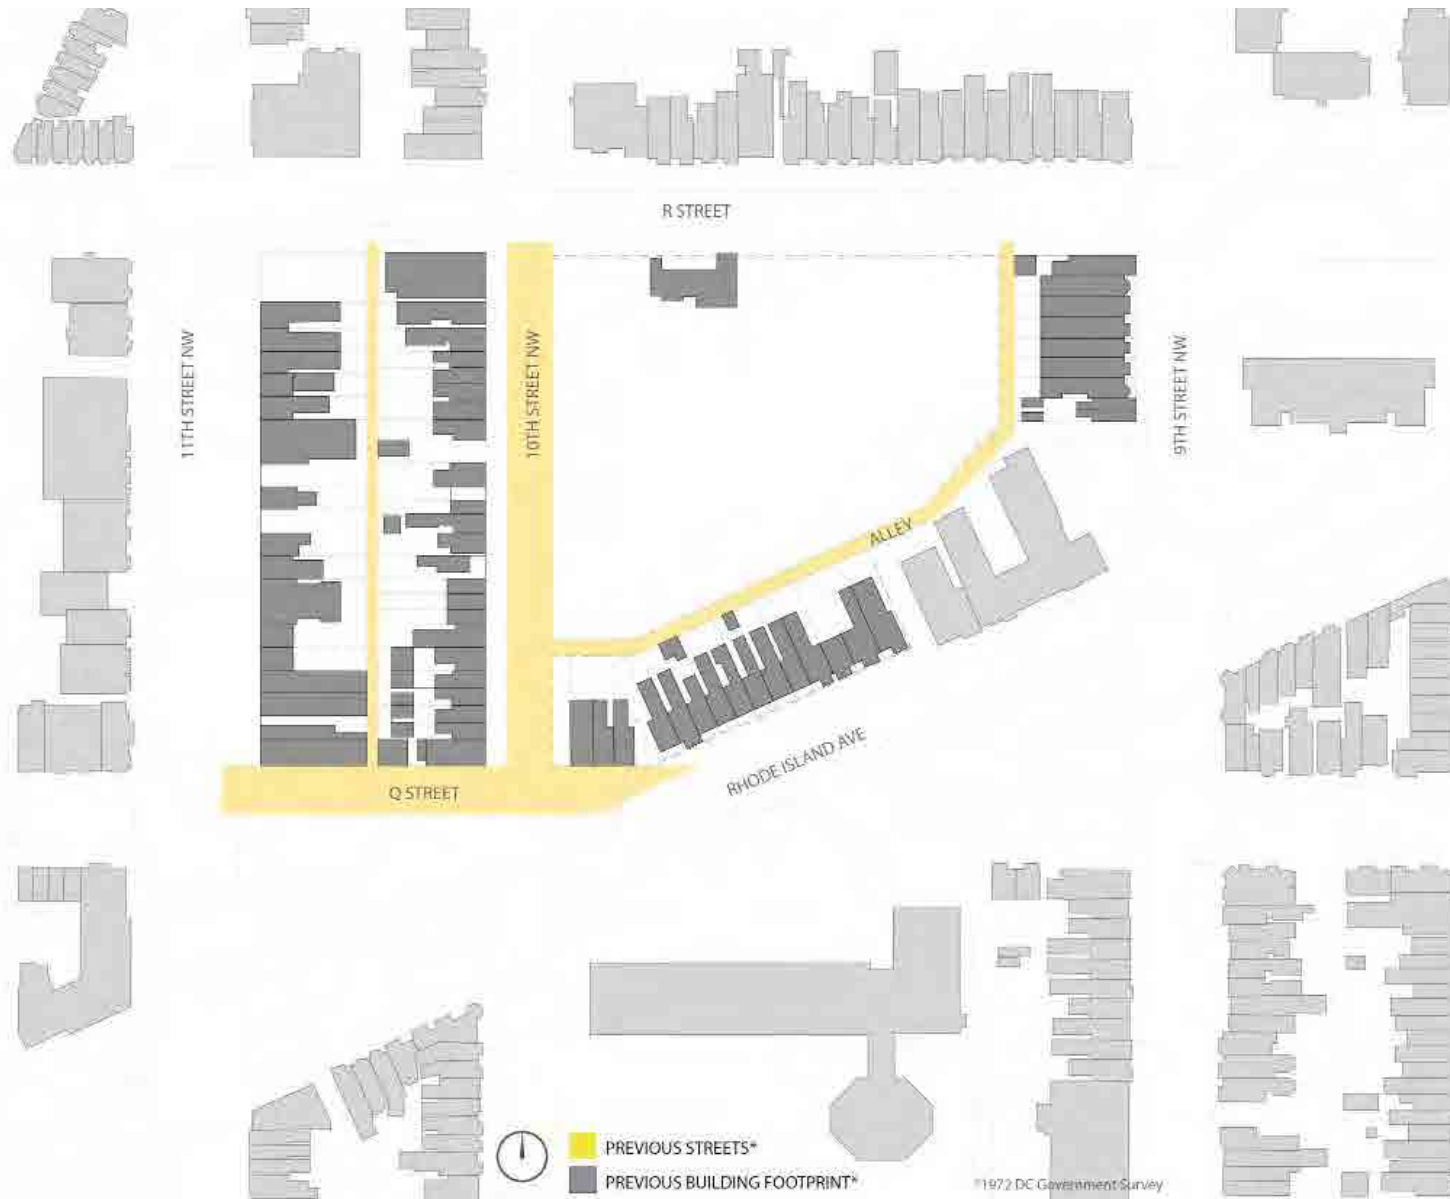 R STREET
11TH STREET NW
10TH STREET NW
9TH STREET NW
ALLEY
RHODE ISLAND AVE
Q STREET
PREVIOUS STREETS*
PREVIOUS BUILDING FOOTPRINT*
*1972 DC Government Survey